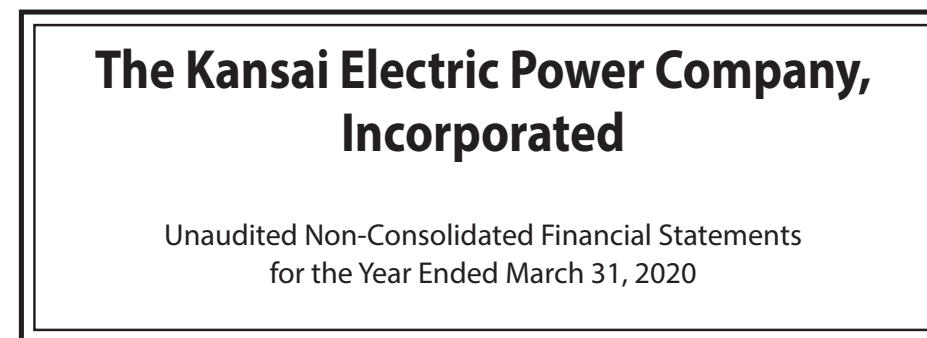 The Kansai Electric Power Company,
Incorporated
Unaudited Non-Consolidated Financial Statements
for the Year Ended March 31, 2020